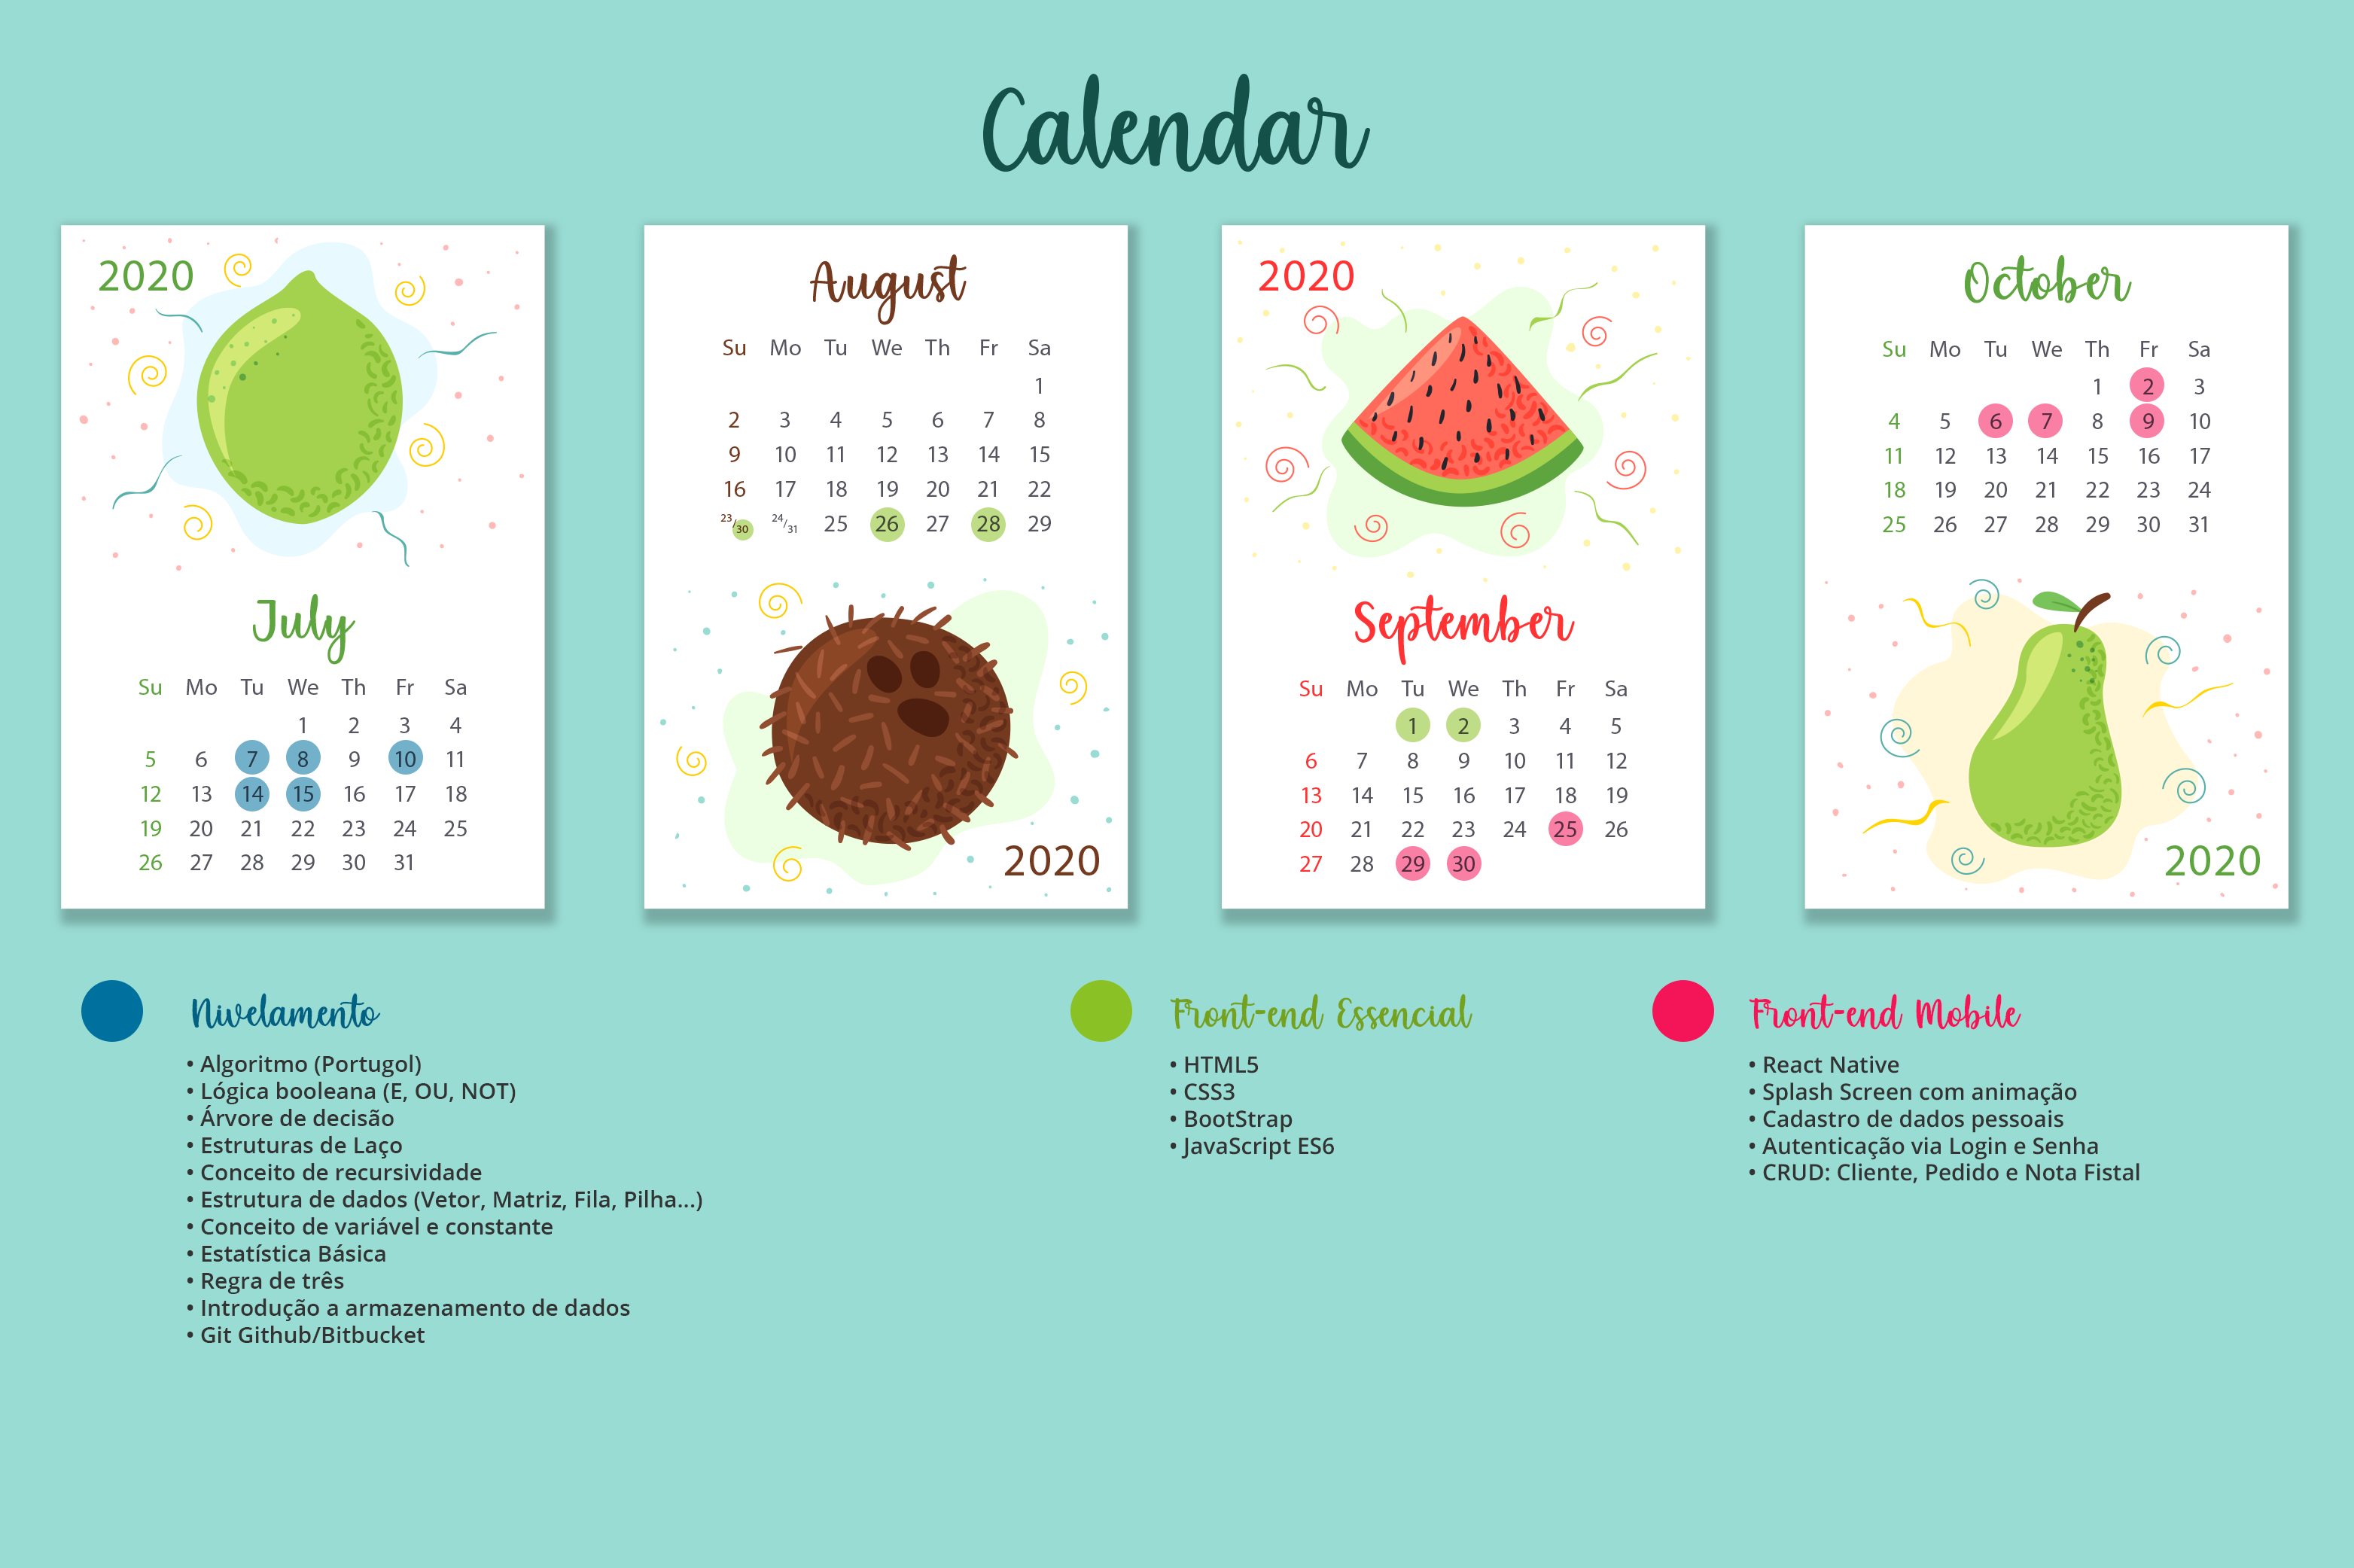 Calendar
2020
July
Su Mo Tu We Th Fr Sa
1 2 3 4
5 6 7 8 9 10 11
12 13 14 15 16 17 18
19 20 21 22 23 24 25
26 27 28 29 30 31
August
Su Mo Tu We Th Fr Sa
1
2 3 4 5 6 7 8
9 10 11 12 13 14 15
16 17 18 19 20 21 22
23/30 24/31 25 26 27 28 29
2020
2020
September
Su Mo Tu We Th Fr Sa
1 2 3 4 5
6 7 8 9 10 11 12
13 14 15 16 17 18 19
20 21 22 23 24 25 26
27 28 29 30
October
Su Mo Tu We Th Fr Sa
1 2 3
4 5 6 7 8 9 10
11 12 13 14 15 16 17
18 19 20 21 22 23 24
25 26 27 28 29 30 31
2020
Nivelamento
• Algoritmo (Portugol)
• Lógica booleana (E, OU, NOT)
• Árvore de decisão
• Estruturas de Laço
• Conceito de recursividade
• Estrutura de dados (Vetor, Matriz, Fila, Pilha...)
• Conceito de variável e constante
• Estatística Básica
• Regra de três
• Introdução a armazenamento de dados
• Git Github/Bitbucket
Front-end Essencial
• HTML5
• CSS3
• BootStrap
• JavaScript ES6
Front-end Mobile
• React Native
• Splash Screen com animação
• Cadastro de dados pessoais
• Autenticação via Login e Senha
• CRUD: Cliente, Pedido e Nota Fistal